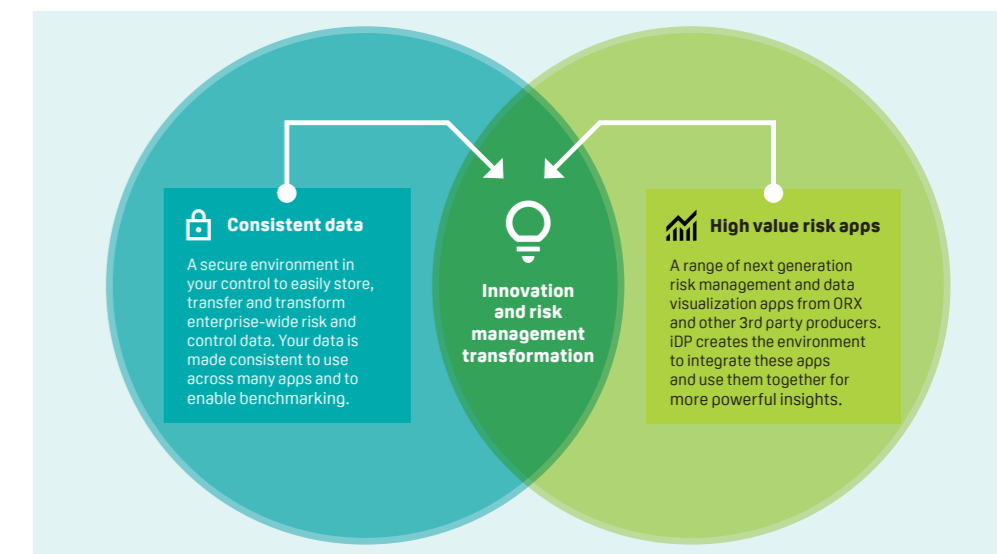 Consistent data
A secure environment in
your control to easily store,
transfer and transform
enterprise-wide risk and
control data. Your data is
made consistent to use
across many apps and to
enable benchmarking.
Innovation
and risk
management
transformation
High value risk apps
A range of next generation
risk management and data
visualization apps from ORX
and other 3rd party producers.
iDP creates the environment
to integrate these apps
and use them together for
more powerful insights.